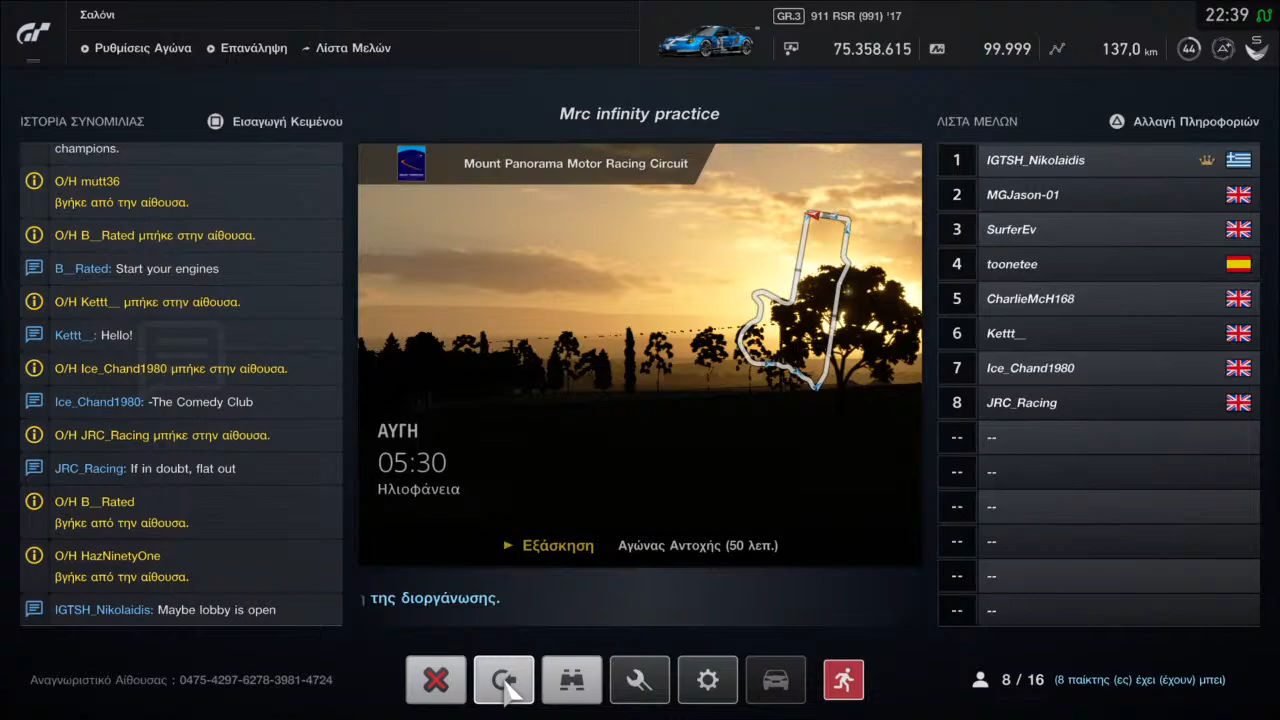 Σαλόνι
Ρυθμίσεις Αγώνα
Επανάληψη
Λίστα Μελών
GR.3
911 RSR (991) '17
22:39
75.358.615
99.999
137,0 km
44
A+
S
ΙΣΤΟΡΙΑ ΣΥΝΟΜΙΛΙΑΣ
Εισαγωγή Κειμένου
champions.
Ο/Η mutt36
βγήκε από την αίθουσα.
Ο/Η B__Rated μπήκε στην αίθουσα.
B__Rated: Start your engines
Ο/Η Kettt__ μπήκε στην αίθουσα.
Kettt__: Hello!
Ο/Η Ice_Chand1980 μπήκε στην αίθουσα.
Ice_Chand1980: -The Comedy Club
Ο/Η JRC_Racing μπήκε στην αίθουσα.
JRC_Racing: If in doubt, flat out
Ο/Η B__Rated
βγήκε από την αίθουσα.
Ο/Η HazNinetyOne
βγήκε από την αίθουσα.
IGTSH_Nikolaidis: Maybe lobby is open
Mrc infinity practice
Mount Panorama Motor Racing Circuit
ΑΥΓΗ
05:30
Ηλιοφάνεια
Εξάσκηση
Αγώνας Αντοχής (50 λεπ.)
της διοργάνωσης.
ΛΙΣΤΑ ΜΕΛΩΝ
Αλλαγή Πληροφοριών
1 IGTSH_Nikolaidis
2 MGJason-01
3 SurferEv
4 toonetee
5 CharlieMcH168
6 Kettt__
7 Ice_Chand1980
8 JRC_Racing
-- --
-- --
-- --
-- --
-- --
-- --
Αναγνωριστικό Αίθουσας : 0475-4297-6278-3981-4724
8 / 16
(8 παίκτης (ες) έχει (έχουν) μπει)